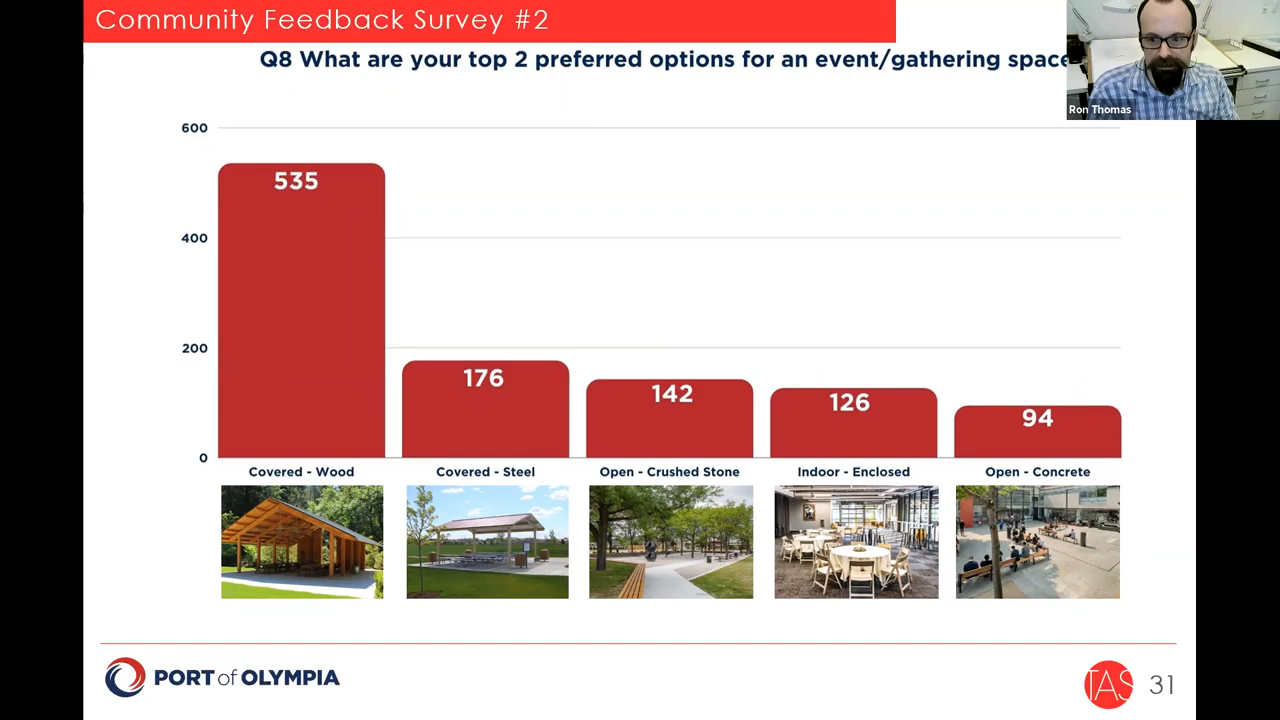 Community Feedback Survey #2
Q8 What are your top 2 preferred options for an event/gathering space
Ron Thomas
600
400
200
0
535
176
142
126
94
Covered - Wood
Covered - Steel
Open - Crushed Stone
Indoor - Enclosed
Open - Concrete
PORT of OLYMPIA
TAS
31